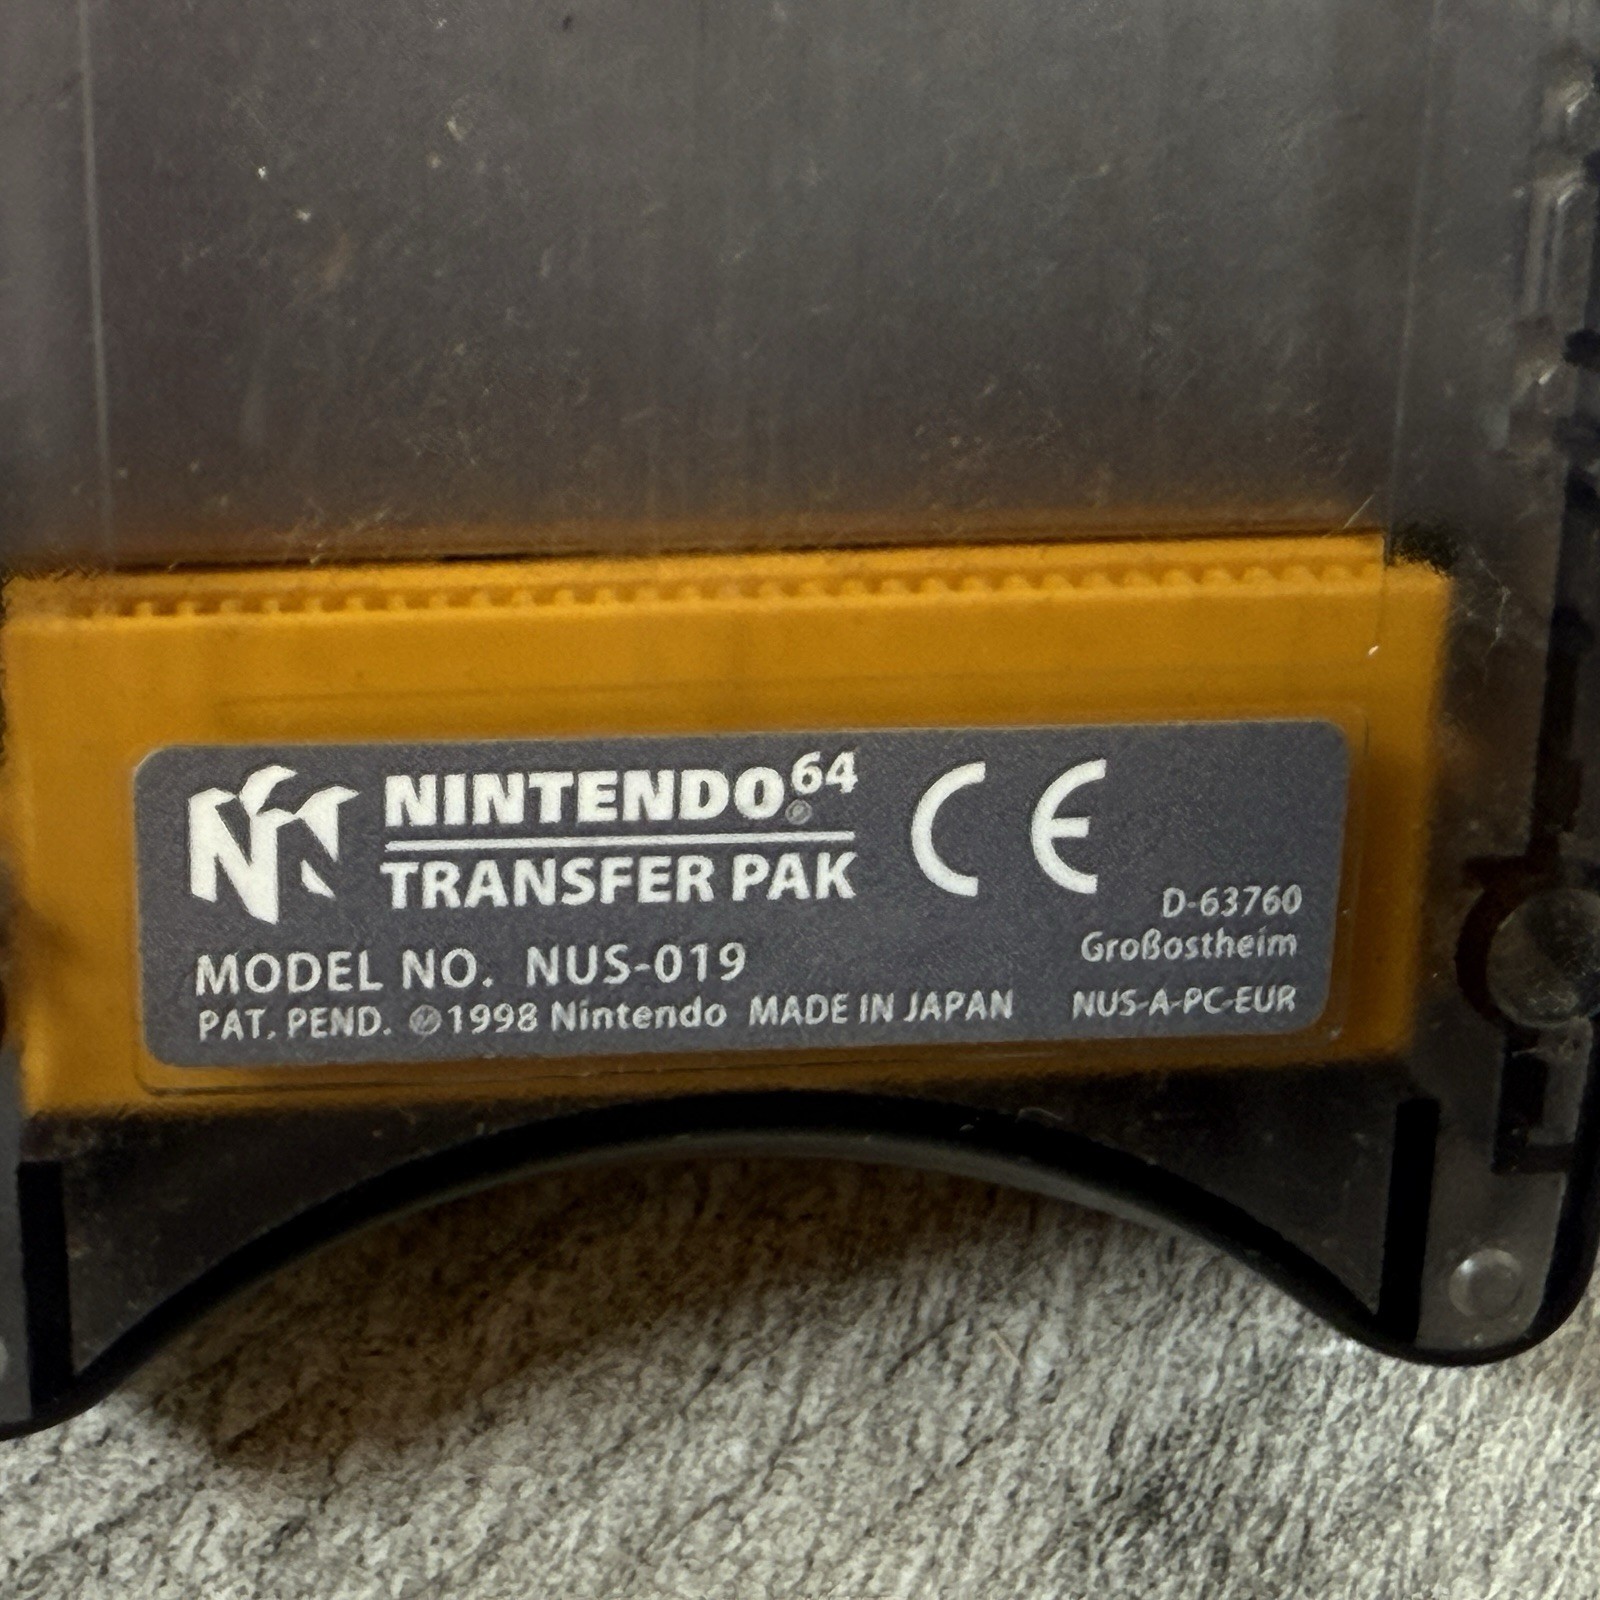 NINTENDO64
TRANSFER PAK
CE
D-63760
Großostheim
MODEL NO. NUS-019
PAT. PEND. ©1998 Nintendo MADE IN JAPAN NUS-A-PC-EUR